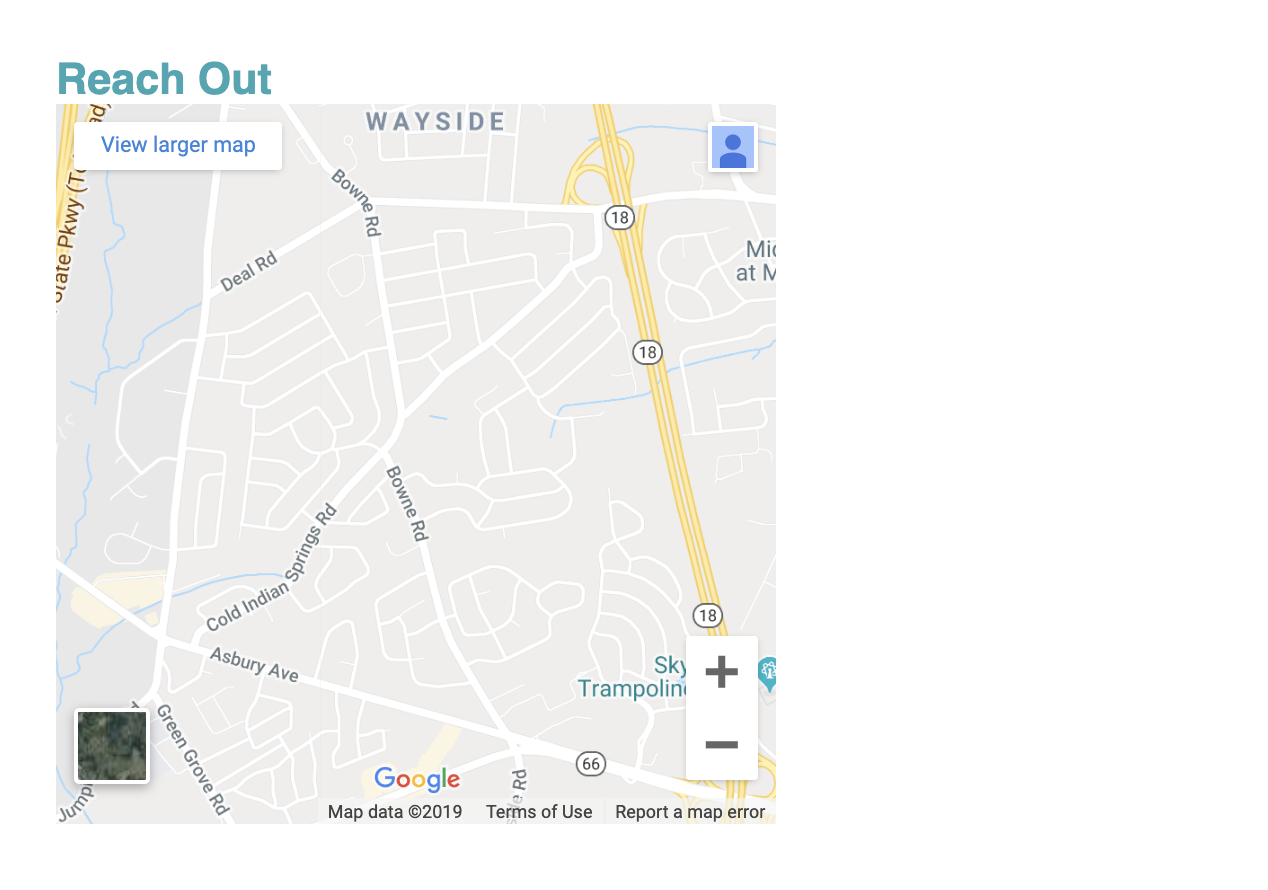 Reach Out
View larger map
WAYSIDE
State Pkwy
Bowne Rd
18
Deal Rd
at
18
Bowne Rd
Cold Indian Springs Rd
18
Asbury Ave
Sky
Trampoline
Green Grove Rd
66
Google
Rd
Map data ©2019
Terms of Use
Report a map error